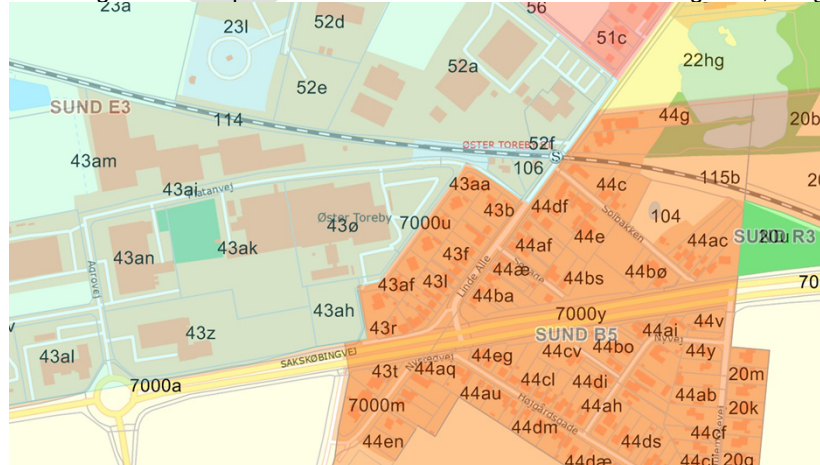 23a
56
23l
52d
51c
52a
22hg
52e
SUND E3
114
44g
20b
ØSTER TOREBY
52f
43am
106
115b
43aj
Platanvej
43aa
44c
43b
44df
Solbakken
104
Øster Toreby
43ø
7000u
43ak
44af
44e
44ac
SUND R3
20u
43an
43f
Agrovej
43af
43l
Linde Alle
44æ
44bs
44bø
44ba
70
43ah
7000y
43r
SUND B5
44v
43z
44aj
44bo
Nyvej
43al
SAKSKØBINGVEJ
44eg
44cv
44y
Nysredvej
43t
44aq
7000a
44cl
44di
20m
44au
44ab
7000m
Højgårdsgade
44ah
20k
44dm
44cf
44en
44ds
44dæ
20g